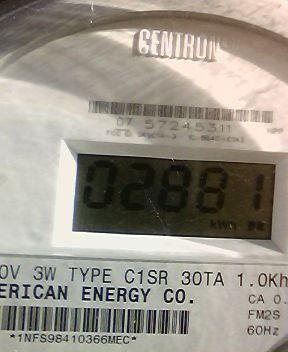 CENTRON
07 57245311
02881
kWh
0V 3W TYPE C1SR 30TA 1.0Kh
ERICAN ENERGY CO.
CA 0.
FM2S
60Hz
*1NFS98410366MEC*